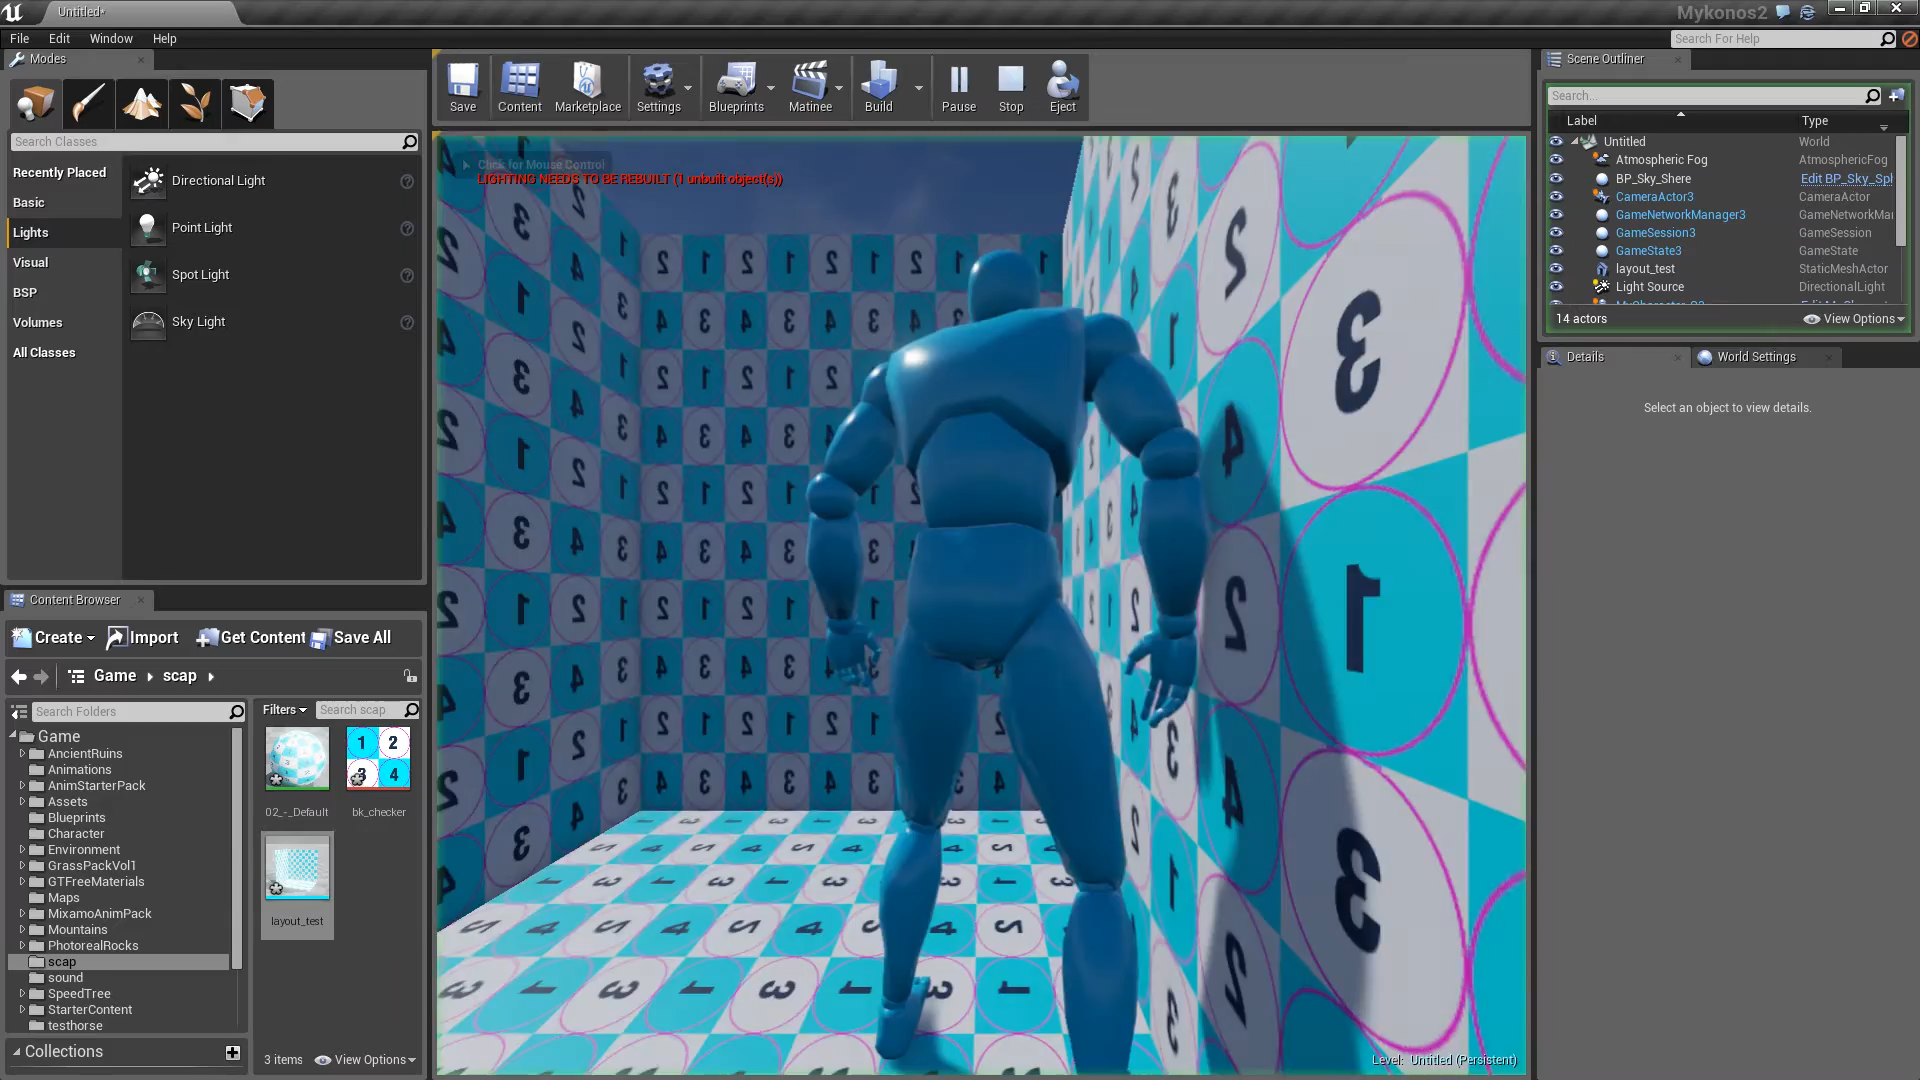 Untitled*
Mykonos2
File Edit Window Help
Search For Help
Modes
Search Classes
Recently Placed
Basic
Lights
Visual
BSP
Volumes
All Classes
Directional Light
Point Light
Spot Light
Sky Light
Save Content Marketplace Settings Blueprints Matinee Build Pause Stop Eject
Click for Mouse Control
LIGHTING NEEDS TO BE REBUILT (1 unbuilt object(s))
Level: Untitled (Persistent)
Scene Outliner
Search...
Label Type
Untitled World
Atmospheric Fog AtmosphericFog
BP_Sky_Shere Edit BP_Sky_Spl
CameraActor3 CameraActor
GameNetworkManager3 GameNetworkMa
GameSession3 GameSession
GameState3 GameState
layout_test StaticMeshActor
Light Source DirectionalLight
14 actors View Options
Details World Settings
Select an object to view details.
Content Browser
Create Import Get Content Save All
Game scap
Search Folders
Filters Search scap
Game
AncientRuins
Animations
AnimStarterPack
Assets
Blueprints
Character
Environment
GrassPackVol1
GTFreeMaterials
Maps
MixamoAnimPack
Mountains
PhotorealRocks
scap
sound
SpeedTree
StarterContent
testhorse
Collections
1 2
3 4
02_-_Default bk_checker
layout_test
3 items View Options